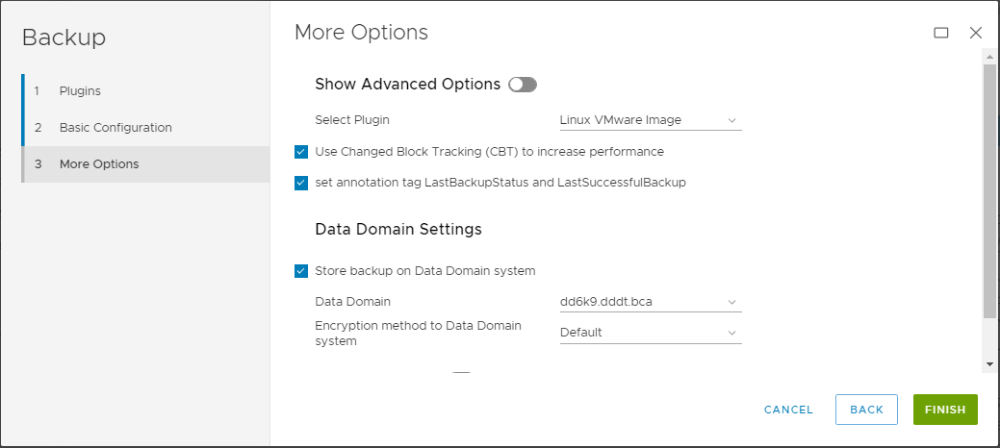 Backup
1 Plugins
2 Basic Configuration
3 More Options
More Options
Show Advanced Options
Select Plugin Linux VMware Image
Use Changed Block Tracking (CBT) to increase performance
set annotation tag LastBackupStatus and LastSuccessfulBackup
Data Domain Settings
Store backup on Data Domain system
Data Domain dd6k9.dddt.bca
Encryption method to Data Domain
system Default
CANCEL BACK FINISH